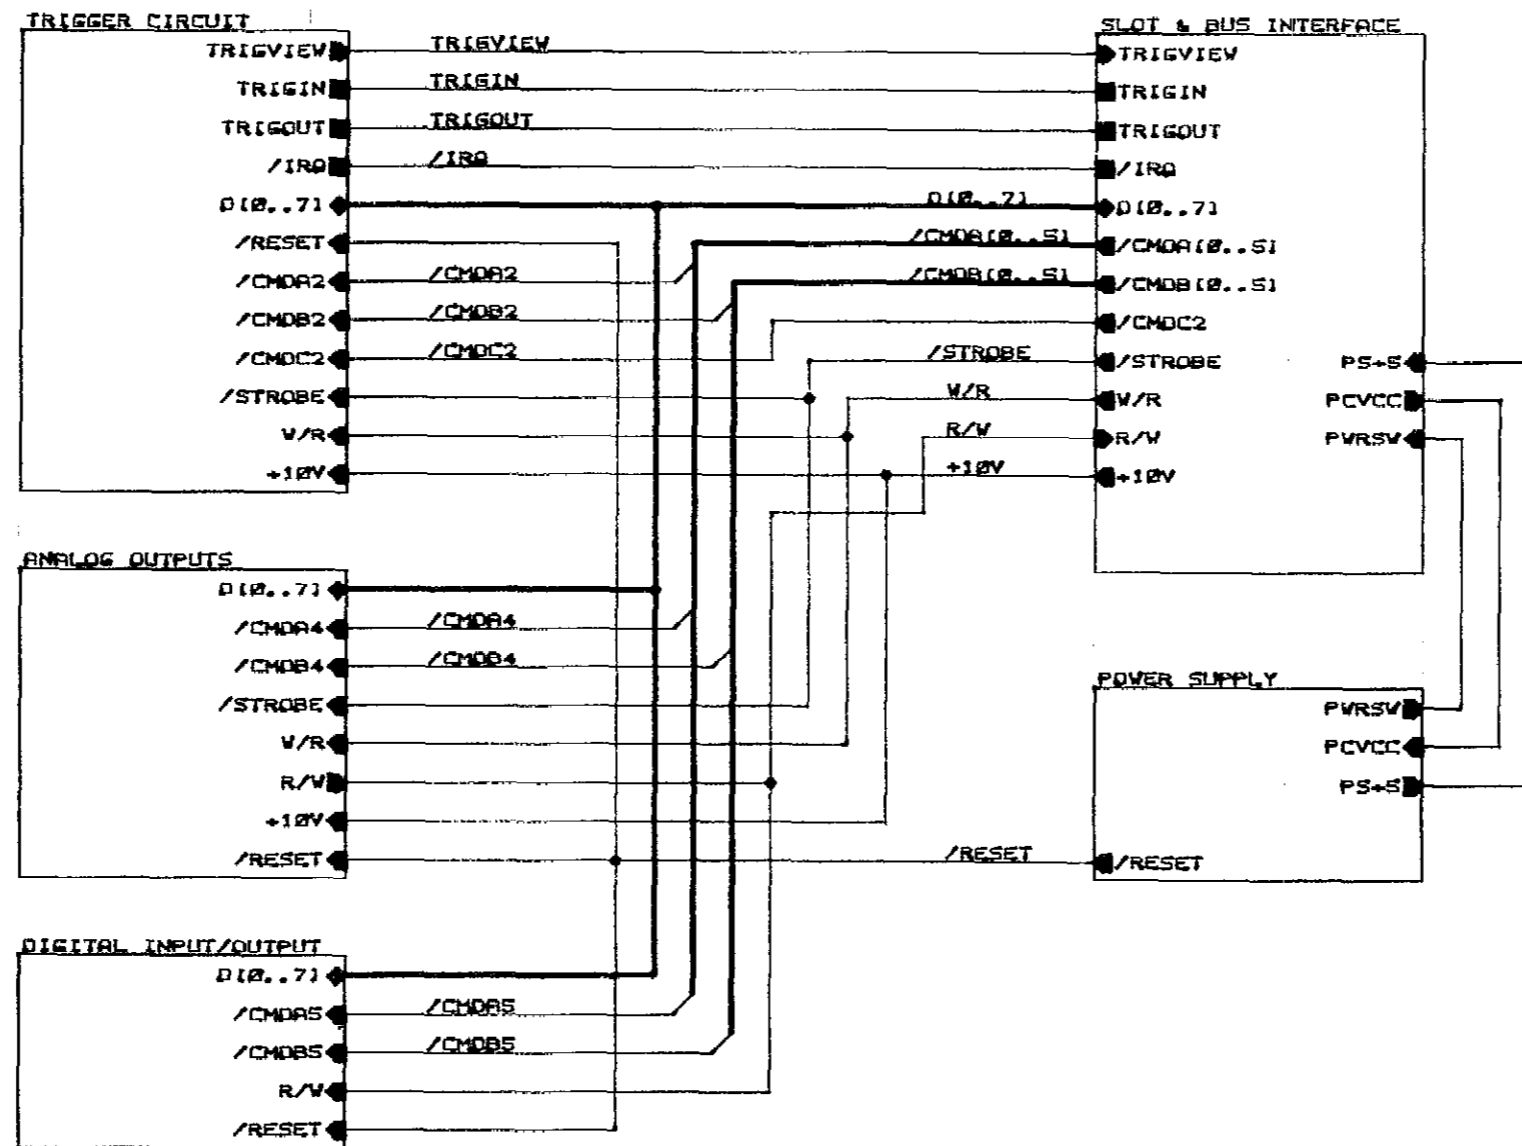 TRIGGER CIRCUIT
TRIGVIEW
TRIGIN
TRIGOUT
/IRQ
D[0..7]
/RESET
/CMDA2
/CMDB2
/CMDC2
/STROBE
W/R
+10V
TRIGVIEW
TRIGIN
TRIGOUT
/IRQ
/CMDA2
/CMDB2
/CMDC2
D[0..7]
/CMDA[0..5]
/CMDB[0..5]
/STROBE
W/R
R/W
+10V
SLOT & BUS INTERFACE
TRIGVIEW
TRIGIN
TRIGOUT
/IRQ
D[0..7]
/CMDA[0..5]
/CMDB[0..5]
/CMDC2
/STROBE
W/R
R/W
+10V
PS+5
PCVCC
PWRSW
ANALOG OUTPUTS
D[0..7]
/CMDA4
/CMDB4
/STROBE
W/R
R/W
+10V
/RESET
/CMDA4
/CMDB4
/RESET
POWER SUPPLY
PWRSW
PCVCC
PS+5
/RESET
DIGITAL INPUT/OUTPUT
D[0..7]
/CMDA5
/CMDB5
R/W
/RESET
/CMDA5
/CMDB5